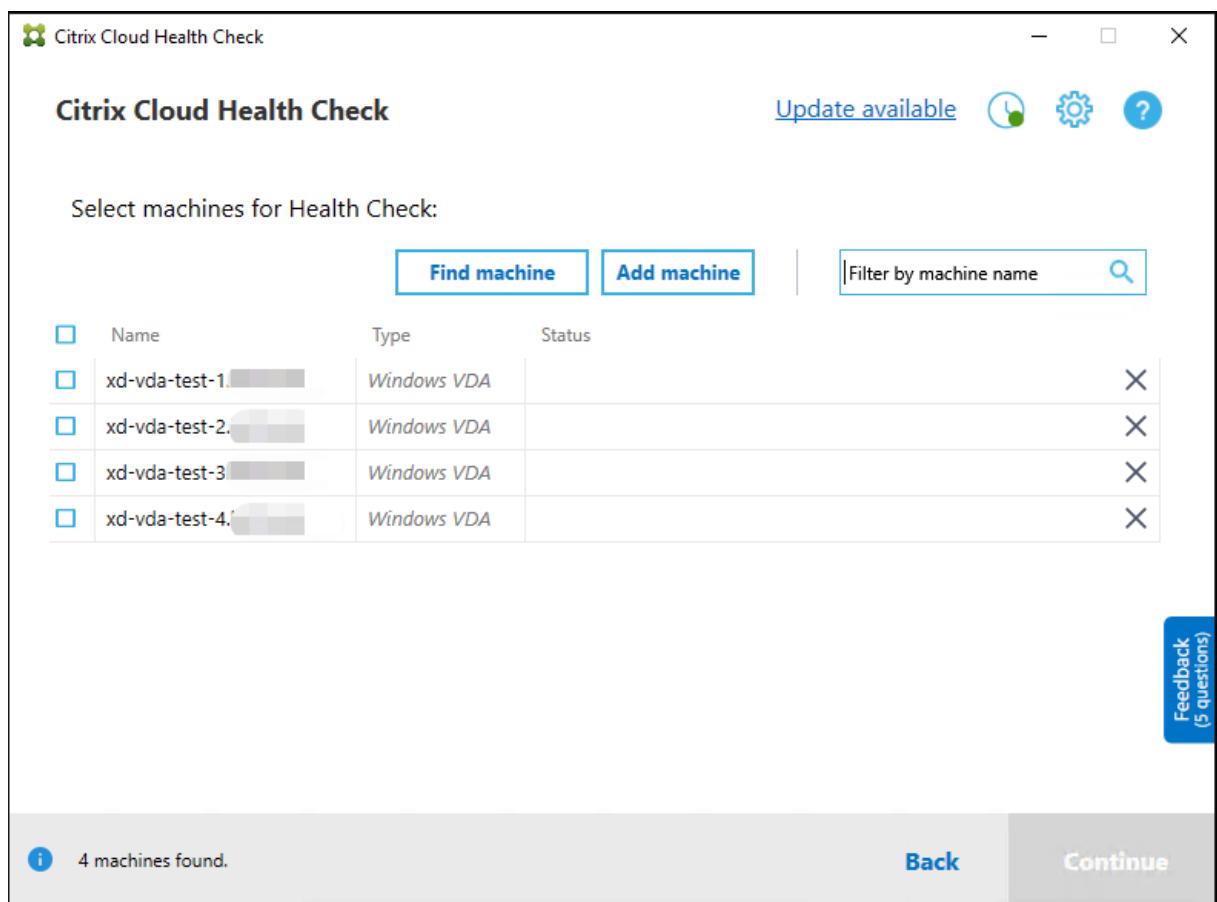 Citrix Cloud Health Check
Citrix Cloud Health Check
Update available
?
Select machines for Health Check:
Find machine
Add machine
Filter by machine name
Name Type Status
xd-vda-test-1. Windows VDA
xd-vda-test-2. Windows VDA
xd-vda-test-3 Windows VDA
xd-vda-test-4. Windows VDA
Feedback
(5 questions)
4 machines found.
Back
Continue